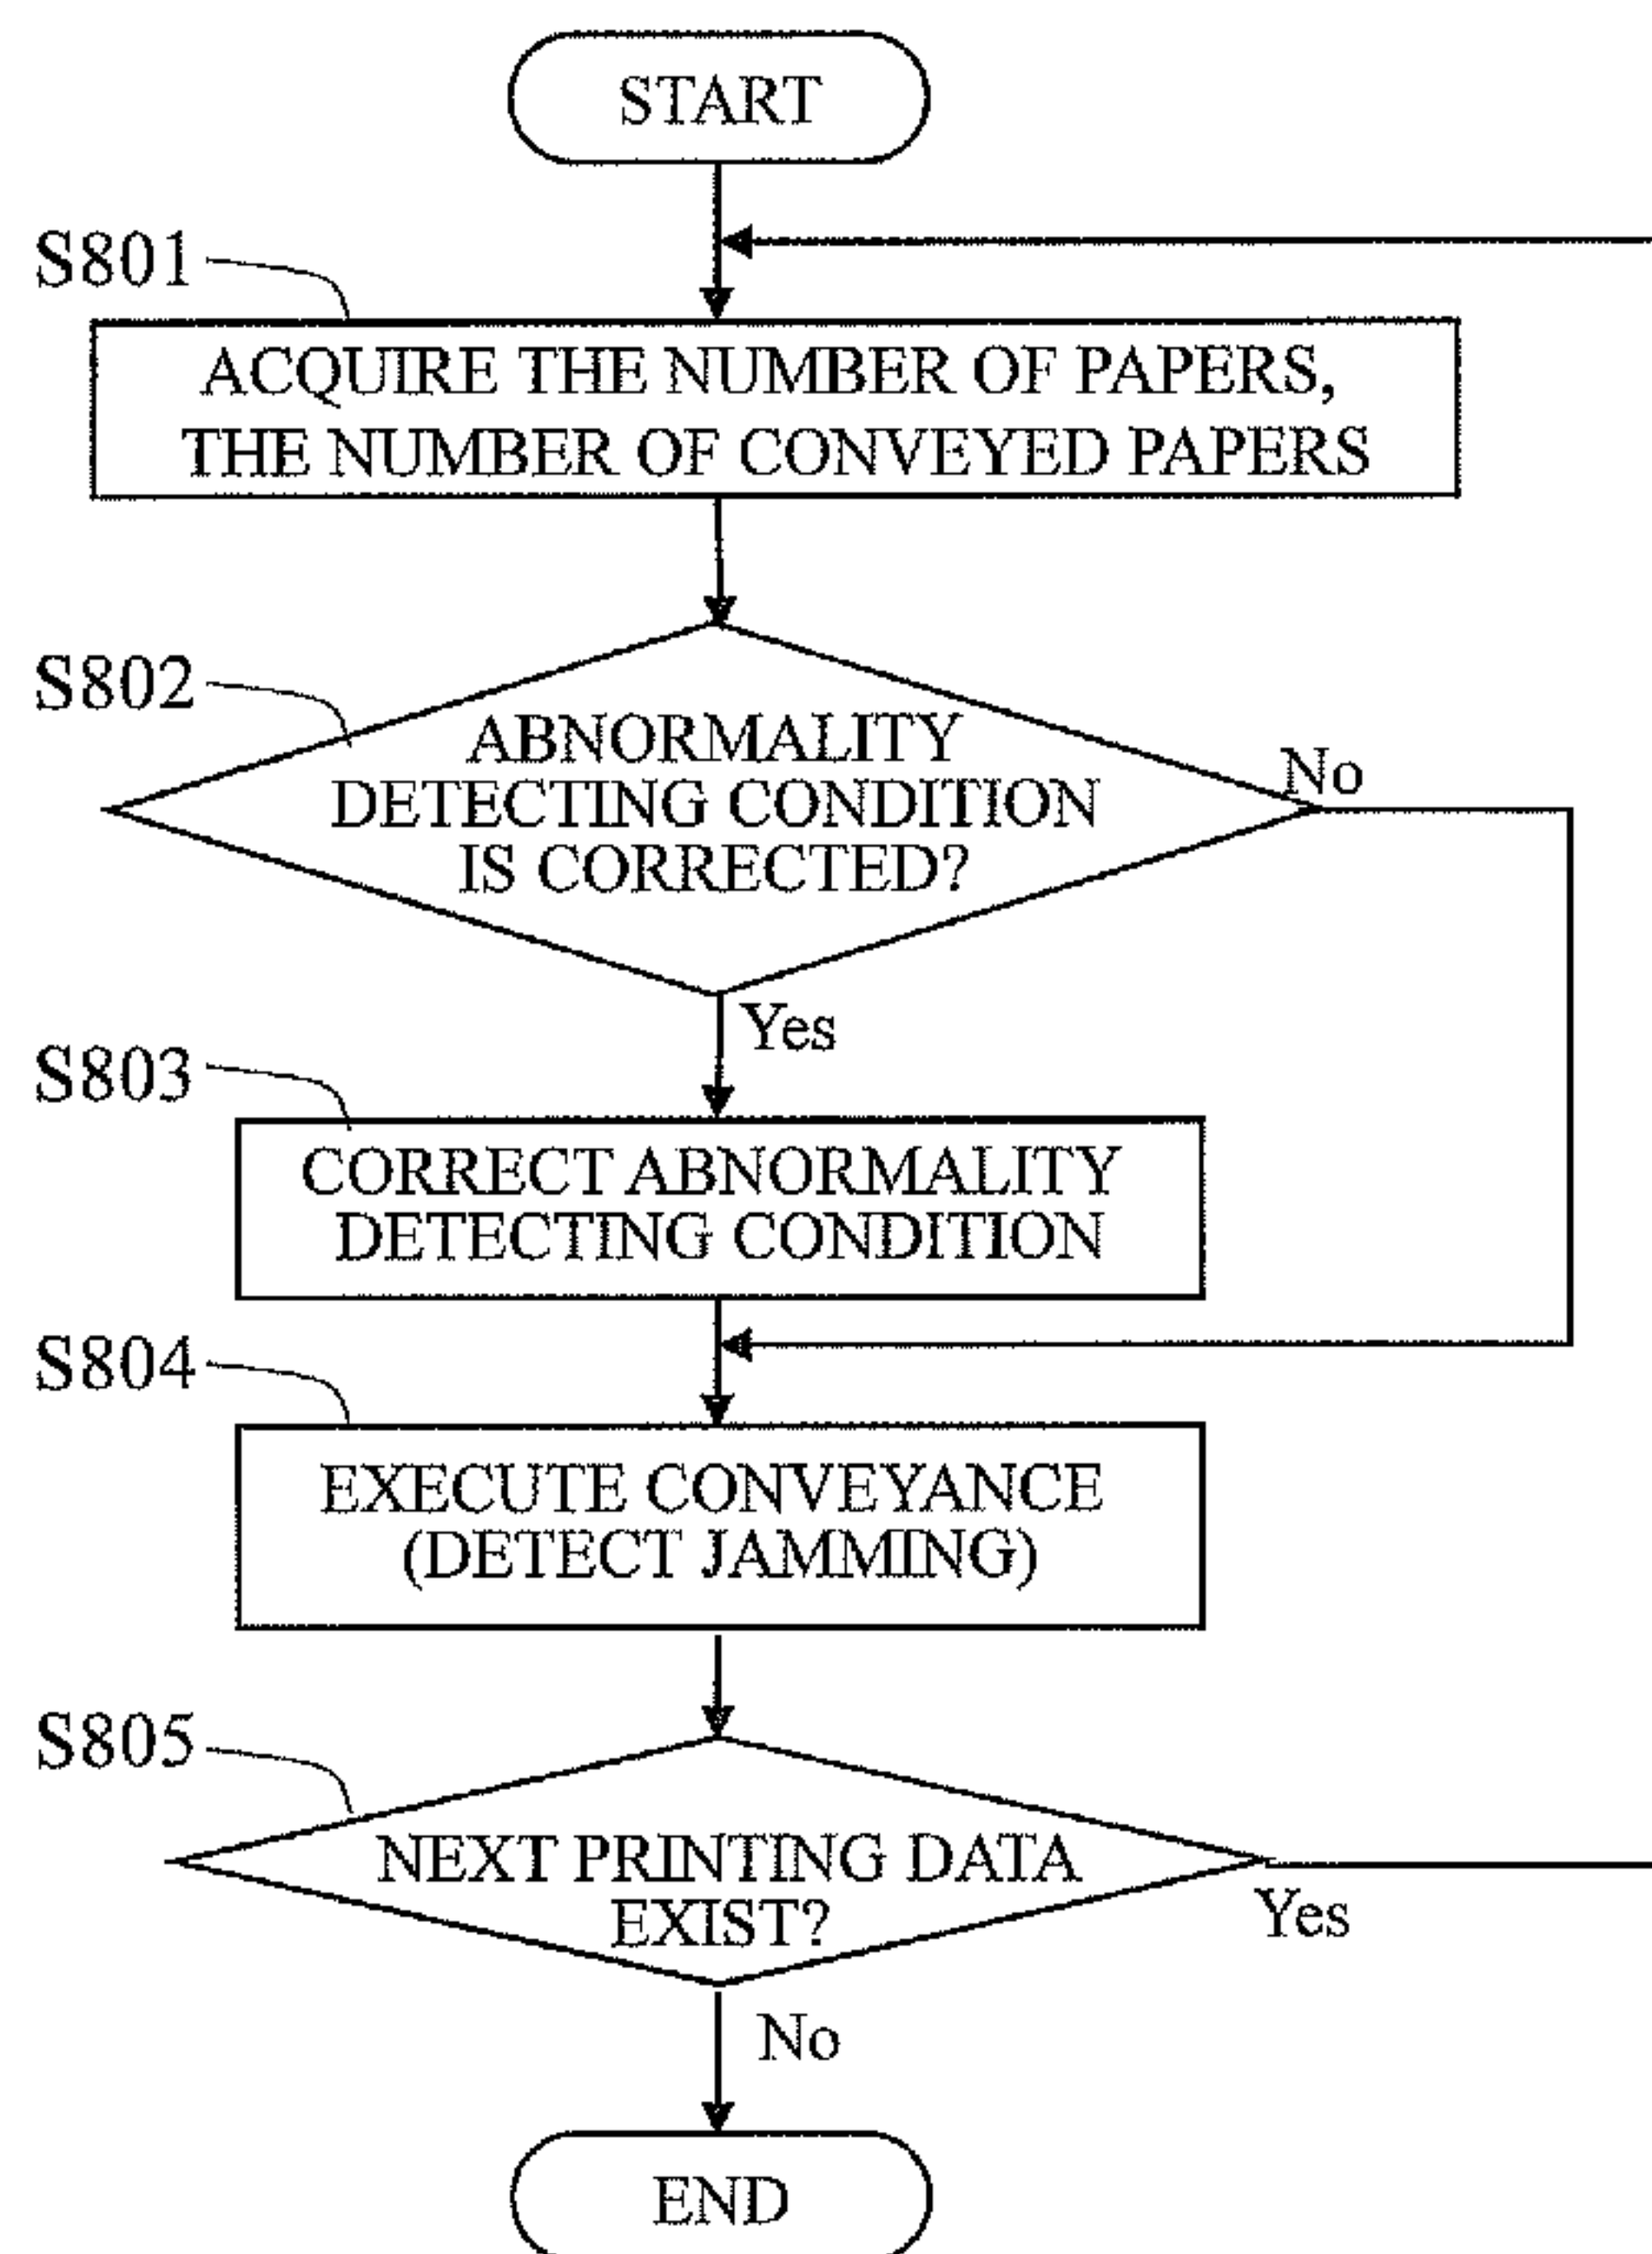 START
S801
ACQUIRE THE NUMBER OF PAPERS,
THE NUMBER OF CONVEYED PAPERS
S802
ABNORMALITY
DETECTING CONDITION
IS CORRECTED?
No
Yes
S803
CORRECT ABNORMALITY
DETECTING CONDITION
S804
EXECUTE CONVEYANCE
(DETECT JAMMING)
S805
NEXT PRINTING DATA
EXIST?
Yes
No
END